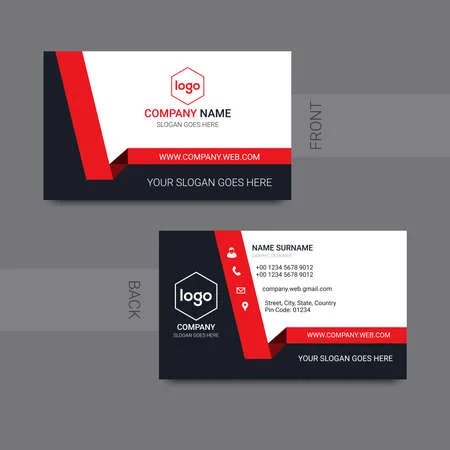 logo
COMPANY NAME
SLOGAN GOES HERE
WWW.COMPANY.WEB.COM
YOUR SLOGAN GOES HERE
FRONT
NAME SURNAME
GRAPHIC DESIGNER
+00 1234 5678 9012
+00 1234 5678 9012
company.web.gmail.com
Street, City, State, Country
Pin Code: 01234
logo
COMPANY
SLOGAN GOES HERE
WWW.COMPANY.WEB.COM
YOUR SLOGAN GOES HERE
BACK